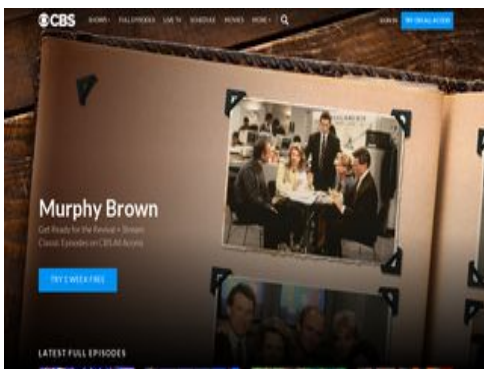 CBS
SHOWS FULL EPISODES LIVE TV SCHEDULE MOVIES MORE
SIGN IN
TRY CBS ALL ACCESS
Murphy Brown
Get Ready for the Revival + Stream
Classic Episodes on CBS All Access
TRY 1 WEEK FREE
LATEST FULL EPISODES